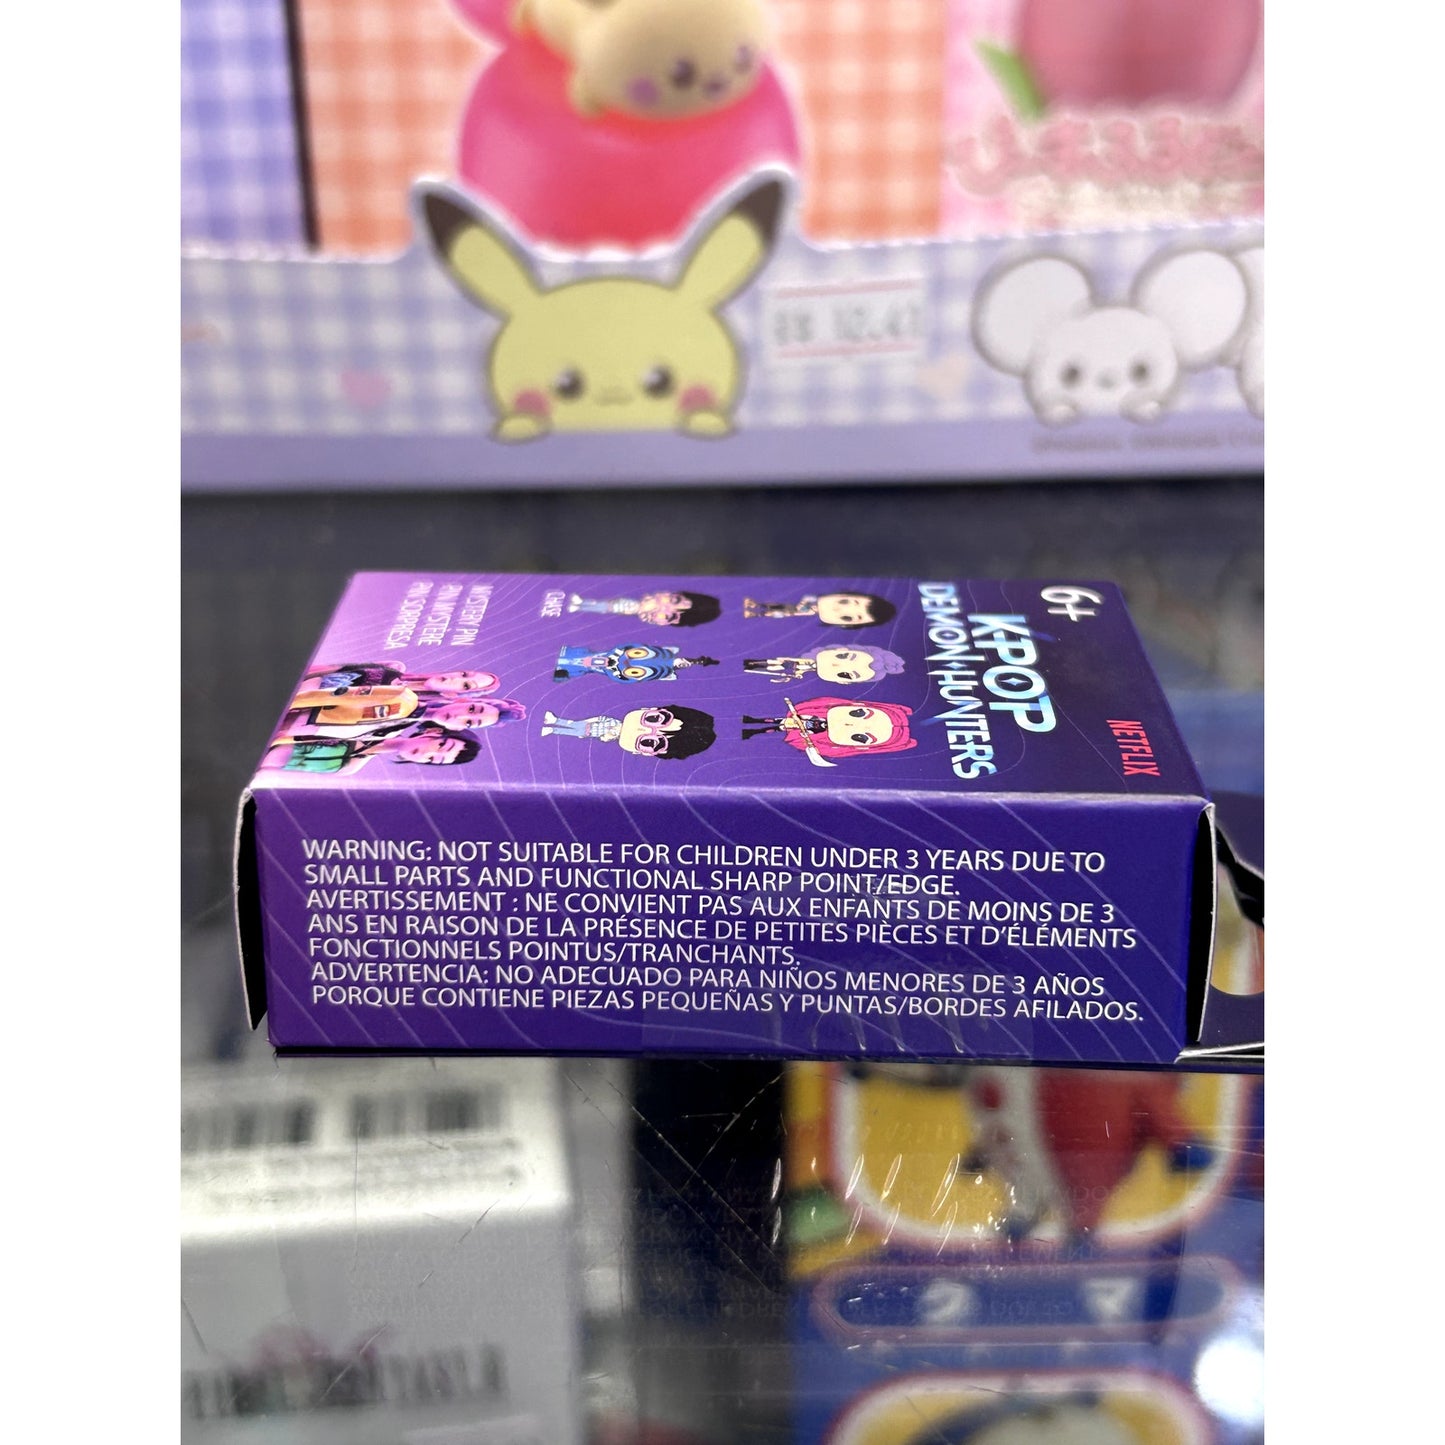 6+
KPOP
DEMON HUNTERS
NETFLIX
CHASE
MYSTERY PIN
PIN MYSTÈRE
PIN SORPRESA
WARNING: NOT SUITABLE FOR CHILDREN UNDER 3 YEARS DUE TO
SMALL PARTS AND FUNCTIONAL SHARP POINT/EDGE.
AVERTISSEMENT : NE CONVIENT PAS AUX ENFANTS DE MOINS DE 3
ANS EN RAISON DE LA PRÉSENCE DE PETITES PIÈCES ET D'ÉLÉMENTS
FONCTIONNELS POINTUS/TRANCHANTS.
ADVERTENCIA: NO ADECUADO PARA NIÑOS MENORES DE 3 AÑOS
PORQUE CONTIENE PIEZAS PEQUEÑAS Y PUNTAS/BORDES AFILADOS.